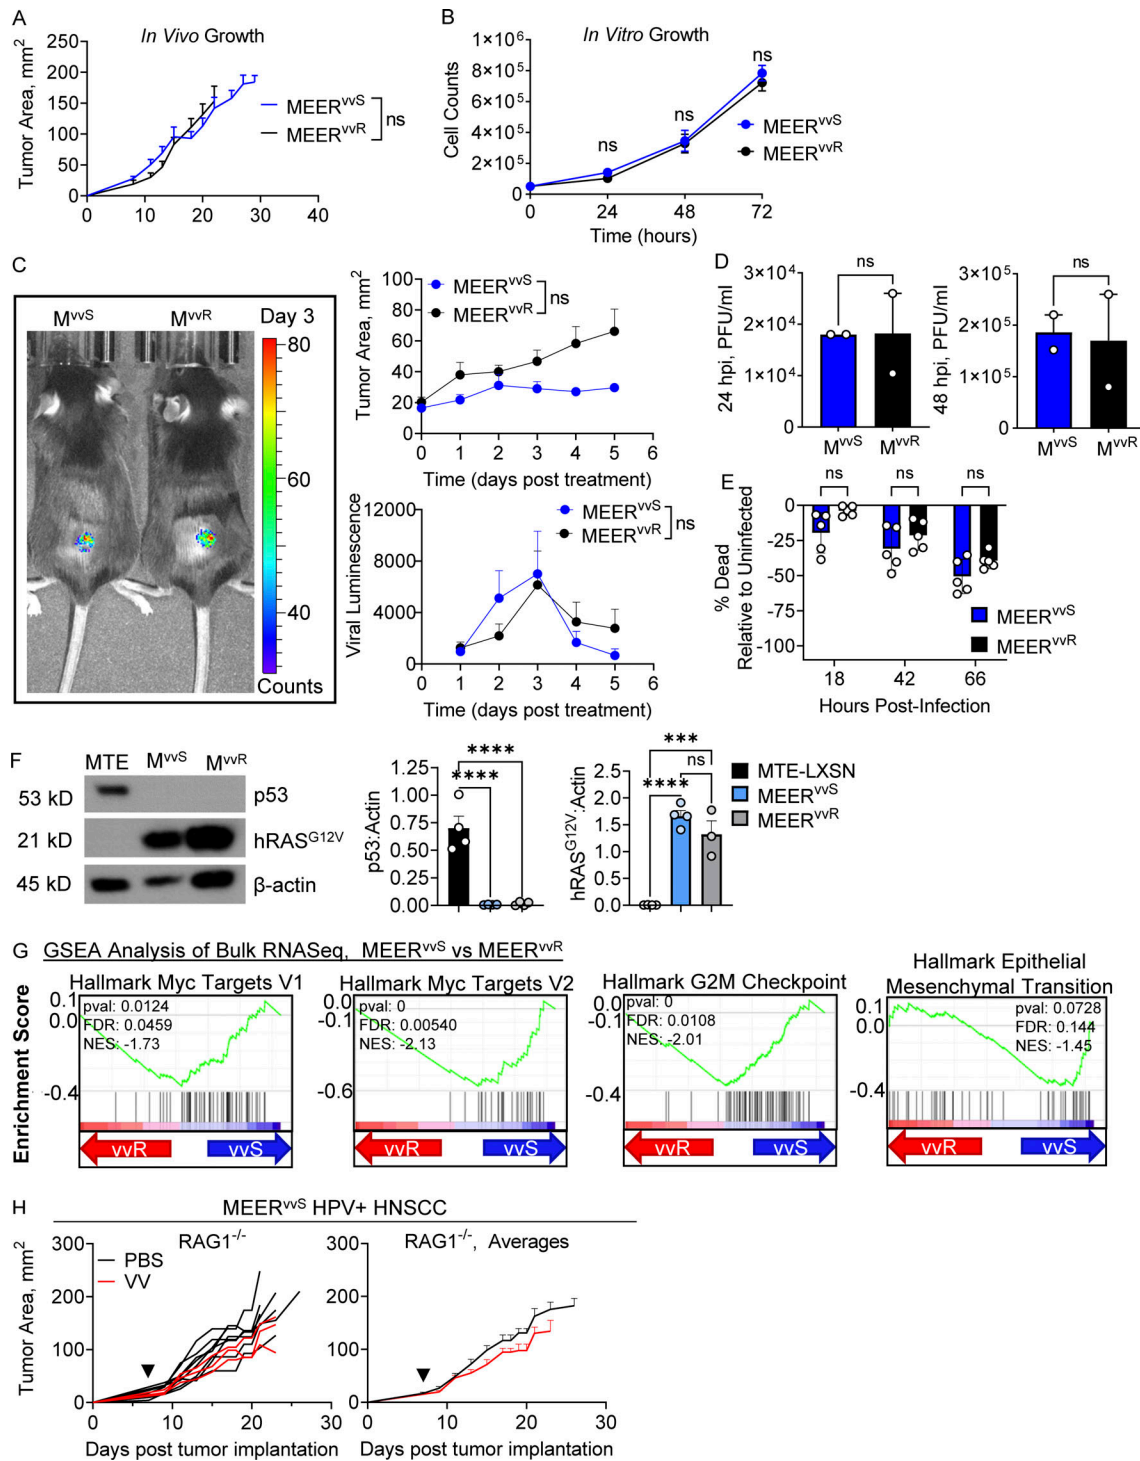 A
In Vivo Growth
Tumor Area, mm²
250
200
150
100
50
0
0 10 20 30 40
MEERᵛᵛˢ
MEERᵛᵛᴿ
ns
B
In Vitro Growth
Cell Counts
1×10⁶
8×10⁵
6×10⁵
4×10⁵
2×10⁵
0
0 24 48 72
Time (hours)
ns
ns
ns
MEERᵛᵛˢ
MEERᵛᵛᴿ
C
Mᵛᵛˢ Mᵛᵛᴿ Day 3
80
60
40
Counts
Tumor Area, mm²
100
80
60
40
20
0
0 1 2 3 4 5 6
Time (days post treatment)
MEERᵛᵛˢ
MEERᵛᵛᴿ
ns
Viral Luminescence
12000
8000
4000
0
0 1 2 3 4 5 6
Time (days post treatment)
MEERᵛᵛˢ
MEERᵛᵛᴿ
ns
D
24 hpi, PFU/ml
3×10⁴
2×10⁴
1×10⁴
0
ns
Mᵛᵛˢ Mᵛᵛᴿ
48 hpi, PFU/ml
3×10⁵
2×10⁵
1×10⁵
0
ns
Mᵛᵛˢ Mᵛᵛᴿ
E
% Dead
Relative to Uninfected
0
-25
-50
-75
-100
ns ns ns
MEERᵛᵛˢ
MEERᵛᵛᴿ
18 42 66
Hours Post-Infection
F
MTE Mᵛᵛˢ Mᵛᵛᴿ
53 kD p53
21 kD hRASᴳ¹²ⱽ
45 kD β-actin
p53:Actin
1.25
1.00
0.75
0.50
0.25
0.00
****
****
hRASᴳ¹²ⱽ:Actin
2.5
2.0
1.5
1.0
0.5
0.0
***
**** ns
MTE-LXSN
MEERᵛᵛˢ
MEERᵛᵛᴿ
G GSEA Analysis of Bulk RNASeq, MEERᵛᵛˢ vs MEERᵛᵛᴿ
Enrichment Score
Hallmark Myc Targets V1
0.1
0.0
-0.4
pval: 0.0124
FDR: 0.0459
NES: -1.73
vvR vvS
Hallmark Myc Targets V2
0.0
-0.1
-0.6
pval: 0
FDR: 0.00540
NES: -2.13
vvR vvS
Hallmark G2M Checkpoint
0.0
-0.1
-0.4
pval: 0
FDR: 0.0108
NES: -2.01
vvR vvS
Hallmark Epithelial
Mesenchymal Transition
0.1
0.0
-0.4
pval: 0.0728
FDR: 0.144
NES: -1.45
vvR vvS
H
MEERᵛᵛˢ HPV+ HNSCC
RAG1⁻/⁻
Tumor Area, mm²
300
200
100
0
PBS
VV
0 10 20 30
Days post tumor implantation
RAG1⁻/⁻, Averages
300
200
100
0
0 10 20 30
Days post tumor implantation